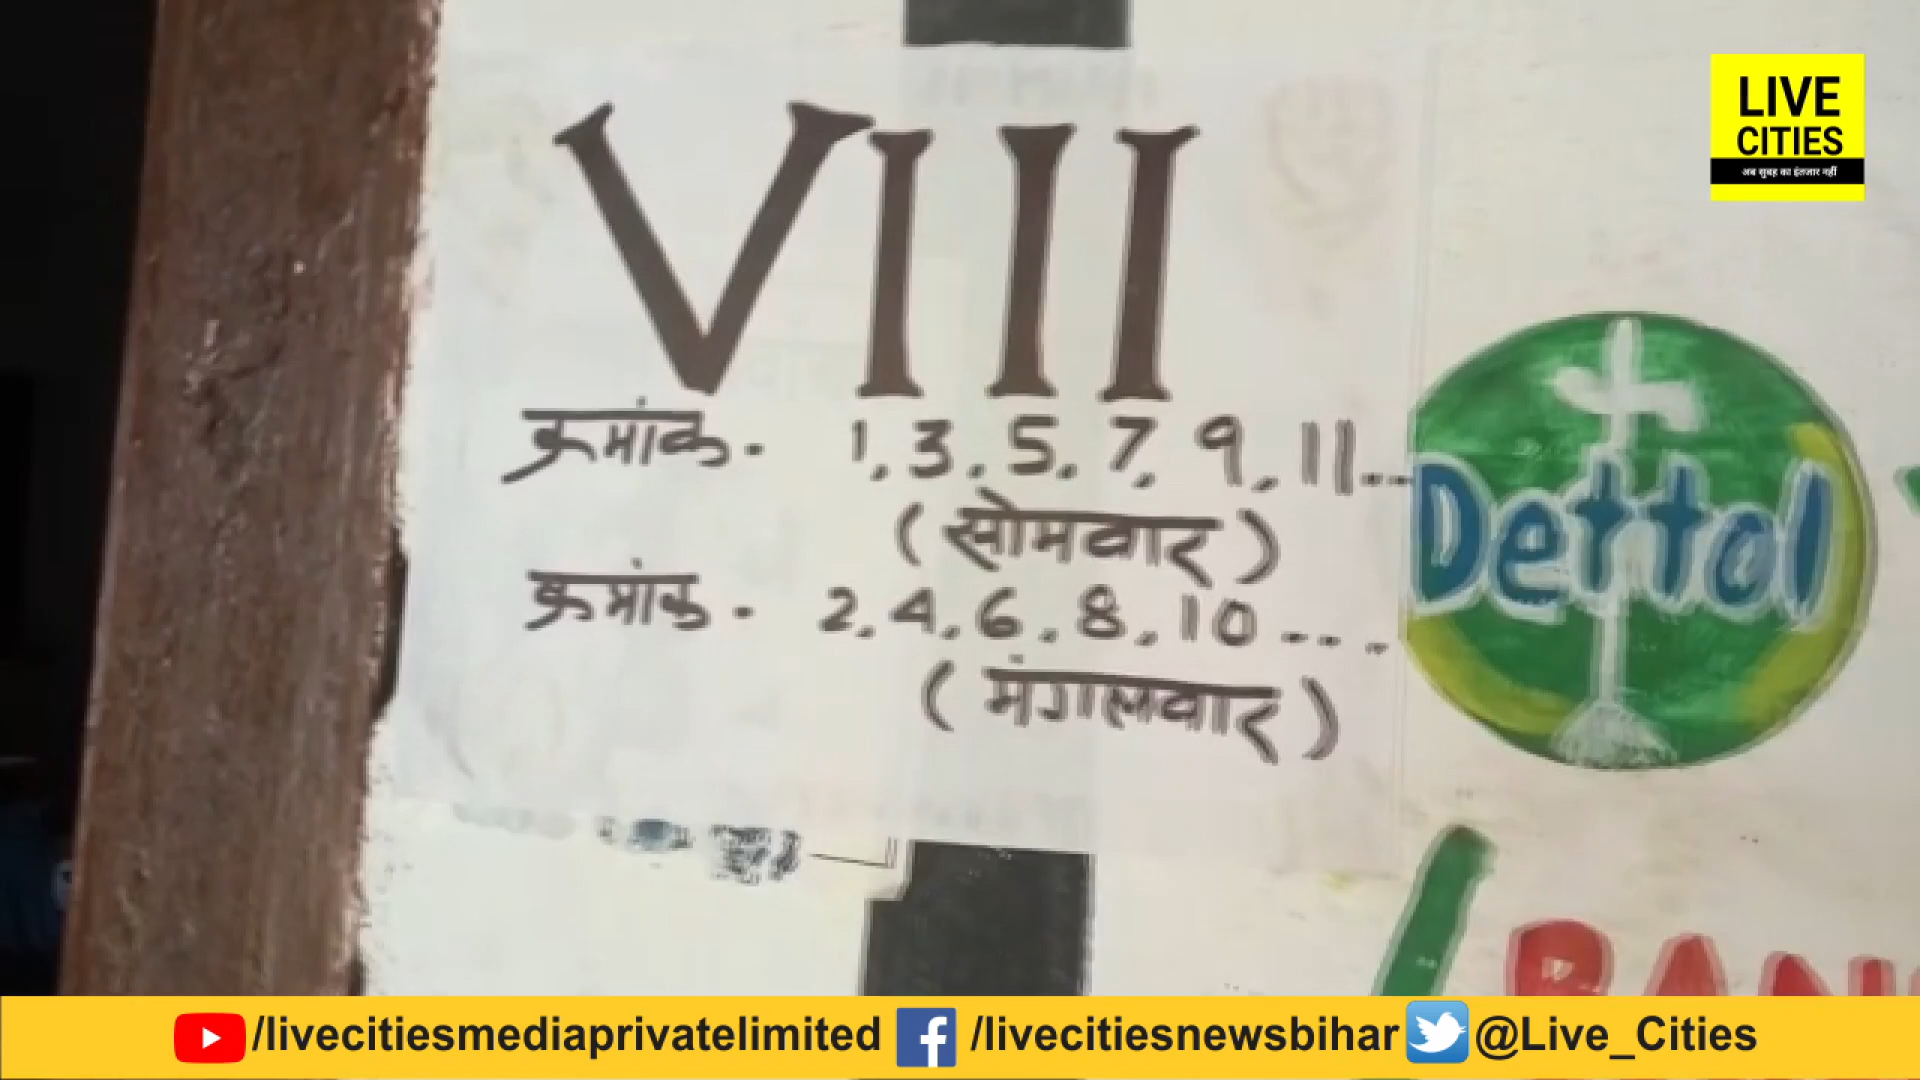 LIVE
CITIES
अब सुबह का इंतजार नहीं
VIII
क्रमांक - 1, 3, 5, 7, 9, 11...
(सोमवार)
क्रमांक - 2, 4, 6, 8, 10....
(मंगलवार)
Dettol
/livecitiesmediaprivatelimited
/livecitiesnewsbihar
@Live_Cities